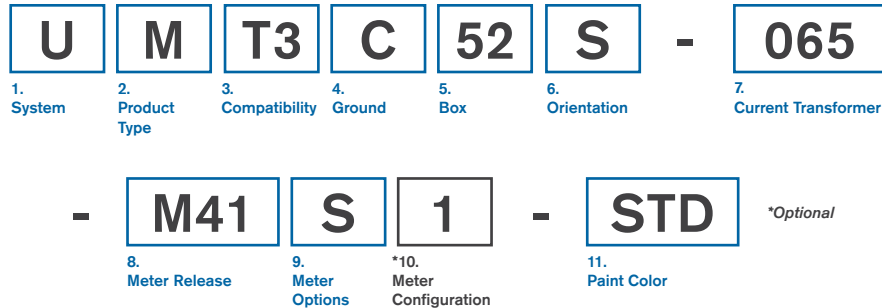 U M T3 C 52 S - 065
1. 2. 3. 4. 5. 6. 7.
System Product Compatibility Ground Box Orientation Current Transformer
Type
- M41 S 1 - STD *Optional
8. 9. *10. 11.
Meter Release Meter Meter Paint Color
Options Configuration